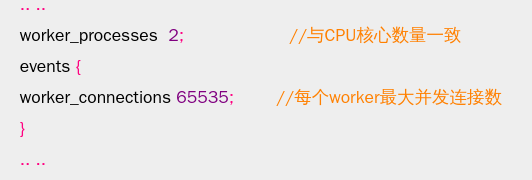 .. ..
worker_processes  2;                    //与CPU核心数量一致
events {
worker_connections 65535;        //每个worker最大并发连接数
}
.. ..